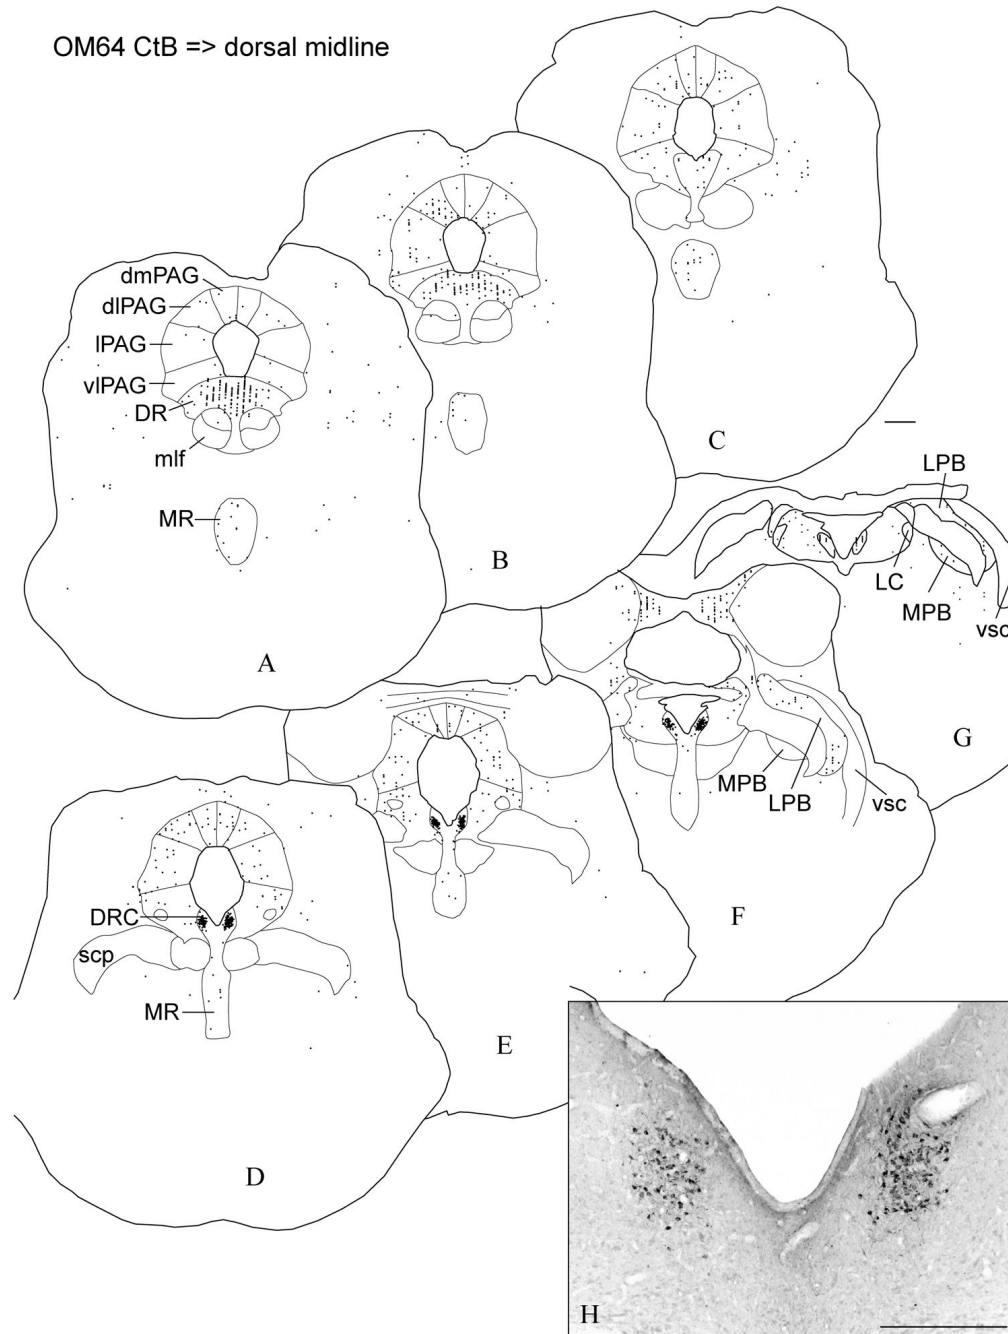 OM64 CtB => dorsal midline
dmPAG
dlPAG
lPAG
vlPAG
DR
mlf
MR
A
B
C
LPB
LC
MPB
vsc
G
MPB
LPB
vsc
F
DRC
scp
MR
E
D
H